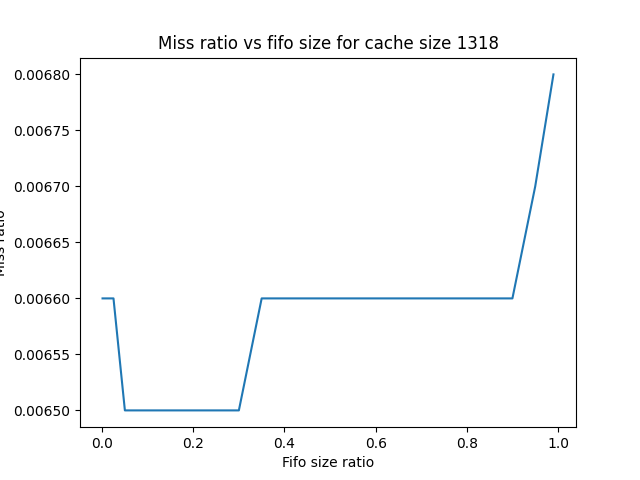 Miss ratio vs fifo size for cache size 1318
Miss ratio
0.00680
0.00675
0.00670
0.00665
0.00660
0.00655
0.00650
0.0 0.2 0.4 0.6 0.8 1.0
Fifo size ratio